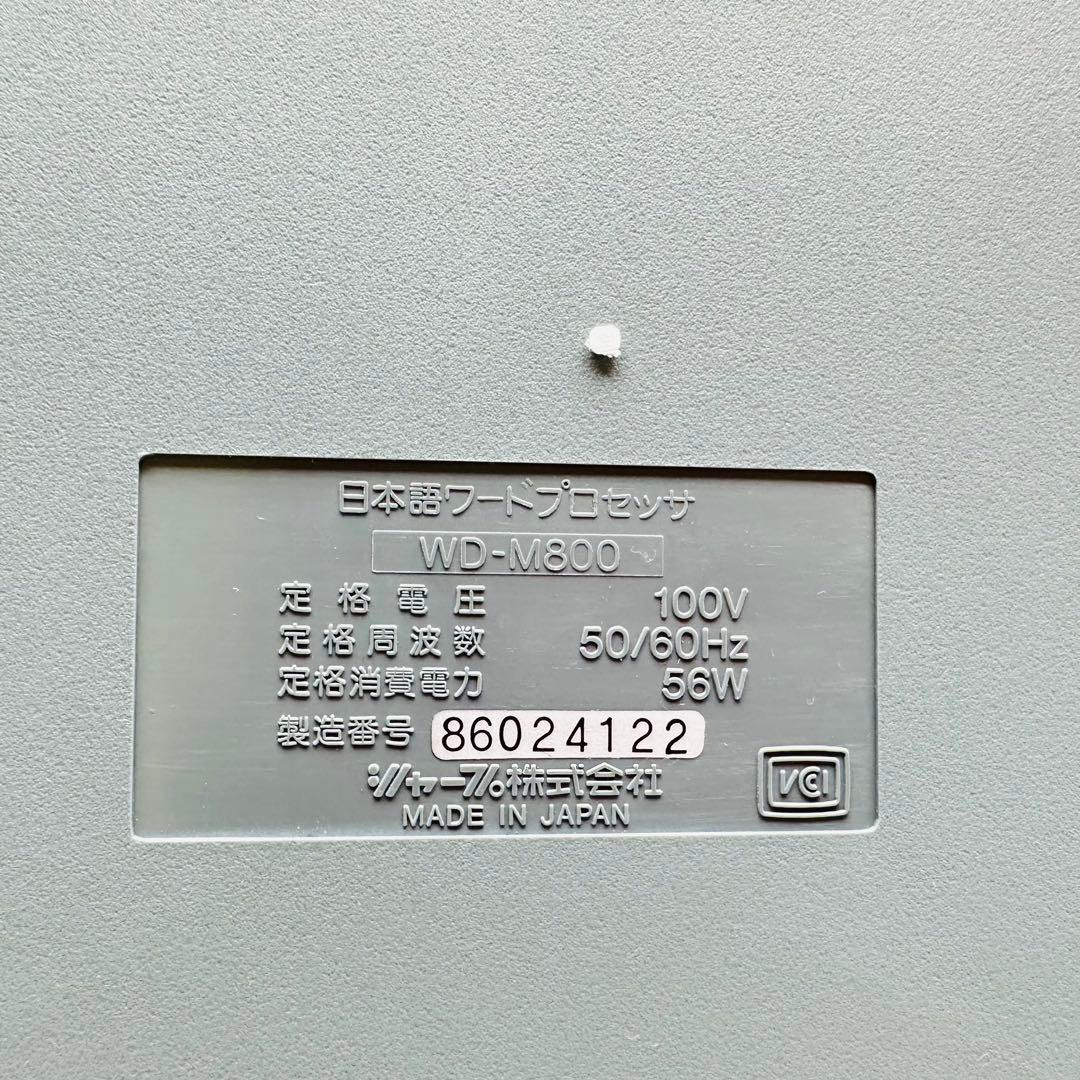 日本語ワードプロセッサ
WD-M800
定格電圧 100V
定格周波数 50/60Hz
定格消費電力 56W
製造番号 86024122
シャープ株式会社
MADE IN JAPAN
VCI